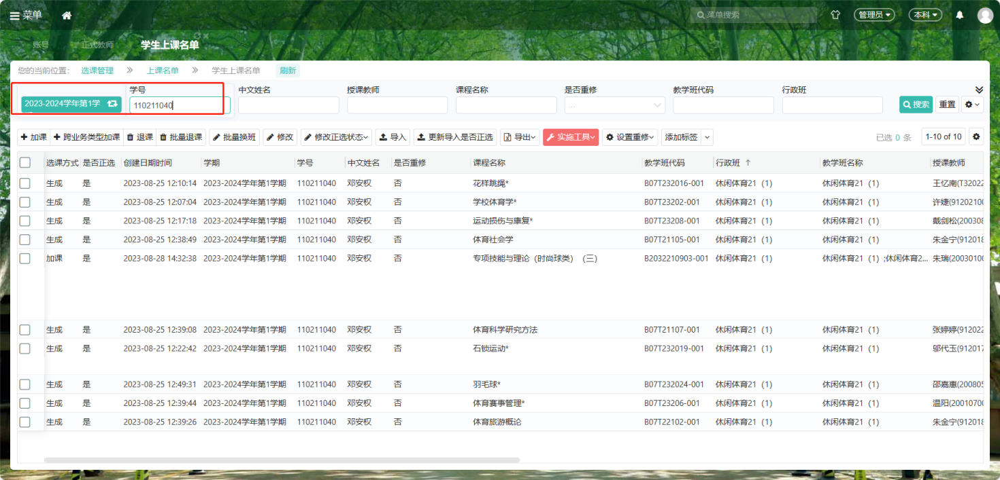 菜单 菜单搜索 管理员 本科
账号 正式教师 学生上课名单
您的当前位置： 选课管理 上课名单 学生上课名单 刷新
学号 中文姓名 授课教师 课程名称 是否重修 教学班代码 行政班
2023-2024学年第1学 110211040 ... 搜索 重置
加课 跨业务类型加课 退课 批量退课 批量换班 修改 修改正选状态 导入 更新导入是否正选 导出 实施工具 设置重修 添加标签 已选 0 条 1-10 of 10
选课方式 是否正选 创建日期时间 学期 学号 中文姓名 是否重修 课程名称 教学班代码 行政班 教学班名称 授课教师
生成 是 2023-08-25 12:10:14 2023-2024学年第1学期 110211040 邓安权 否 花样跳绳* B07T232016-001 休闲体育21（1） 休闲体育21（1） 王忆南(T32022
生成 是 2023-08-25 12:07:04 2023-2024学年第1学期 110211040 邓安权 否 学校体育学* B07T23202-001 休闲体育21（1） 休闲体育21（1） 许婕(91202100
生成 是 2023-08-25 12:17:18 2023-2024学年第1学期 110211040 邓安权 否 运动损伤与康复* B07T23208-001 休闲体育21（1） 休闲体育21（1） 戴剑松(200308
生成 是 2023-08-25 12:38:49 2023-2024学年第1学期 110211040 邓安权 否 体育社会学 B07T21105-001 休闲体育21（1） 休闲体育21（1） 朱金宁(912018
加课 是 2023-08-28 14:32:38 2023-2024学年第1学期 110211040 邓安权 否 专项技能与理论（时尚球类）（三） B2032210903-001 休闲体育21（1） 休闲体育21（1）;休闲体育2... 朱瑞(20030100
生成 是 2023-08-25 12:39:08 2023-2024学年第1学期 110211040 邓安权 否 体育科学研究方法 B07T21107-001 休闲体育21（1） 休闲体育21（1） 张婷婷(912022
生成 是 2023-08-25 12:22:42 2023-2024学年第1学期 110211040 邓安权 否 石锁运动* B07T232019-001 休闲体育21（1） 休闲体育21（1） 邬代玉(912017
生成 是 2023-08-25 12:49:31 2023-2024学年第1学期 110211040 邓安权 否 羽毛球* B07T232024-001 休闲体育21（1） 休闲体育21（1） 邵嘉惠(200805
生成 是 2023-08-25 12:39:44 2023-2024学年第1学期 110211040 邓安权 否 体育赛事管理* B07T23206-001 休闲体育21（1） 休闲体育21（1） 温阳(20010700
生成 是 2023-08-25 12:39:26 2023-2024学年第1学期 110211040 邓安权 否 体育旅游概论 B07T22102-001 休闲体育21（1） 休闲体育21（1） 朱金宁(912018